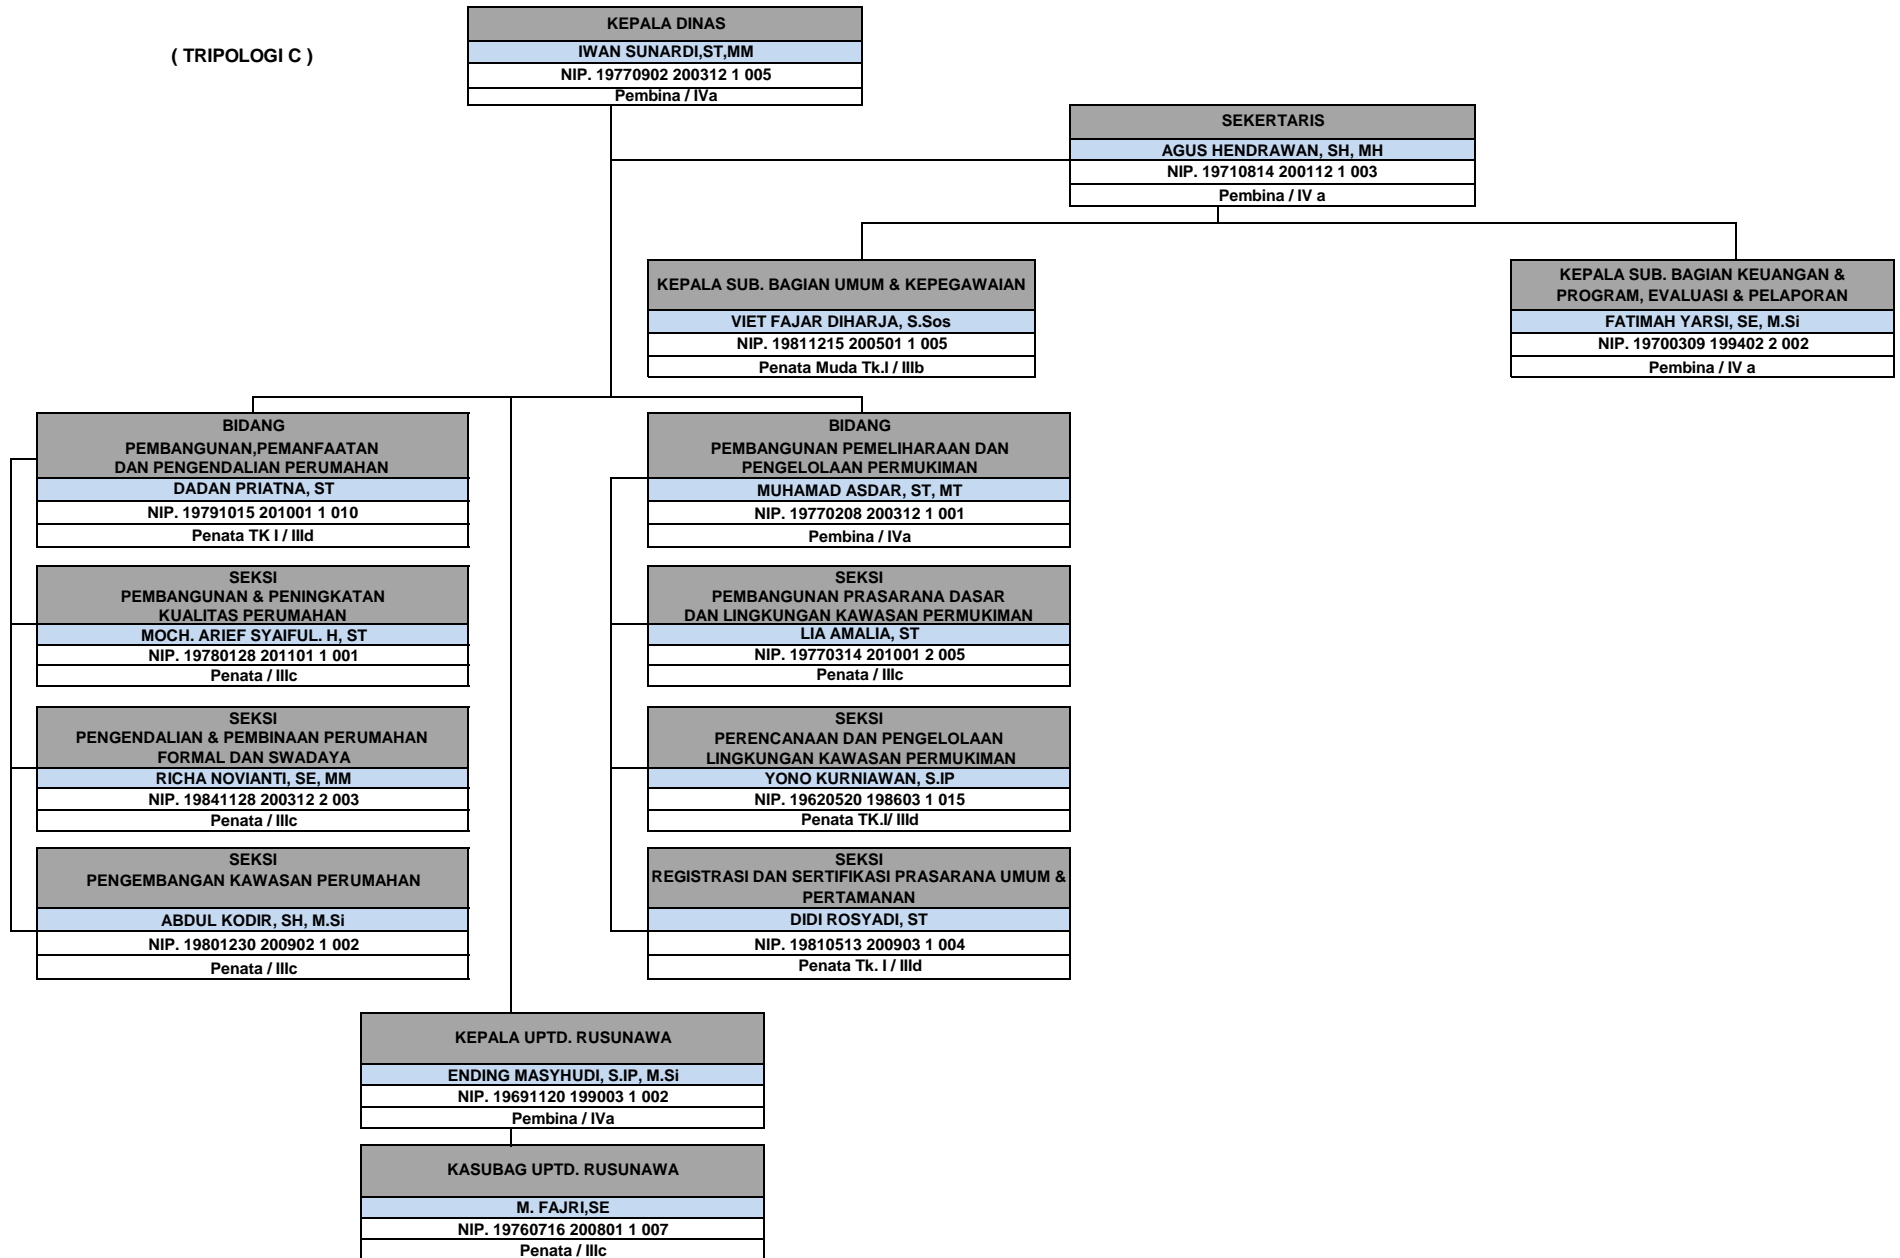 KEPALA DINAS
( TRIPOLOGI C )
IWAN SUNARDI,ST,MM
NIP. 19770902 200312 1 005
Pembina / IVa
SEKERTARIS
AGUS HENDRAWAN, SH, MH
NIP. 19710814 200112 1 003
Pembina / IV a
KEPALA SUB. BAGIAN UMUM & KEPEGAWAIAN
VIET FAJAR DIHARJA, S.Sos
NIP. 19811215 200501 1 005
Penata Muda Tk.I / IIIb
KEPALA SUB. BAGIAN KEUANGAN &
PROGRAM, EVALUASI & PELAPORAN
FATIMAH YARSI, SE, M.Si
NIP. 19700309 199402 2 002
Pembina / IV a
BIDANG
PEMBANGUNAN,PEMANFAATAN
DAN PENGENDALIAN PERUMAHAN
DADAN PRIATNA, ST
NIP. 19791015 201001 1 010
Penata TK I / IIId
SEKSI
PEMBANGUNAN & PENINGKATAN
KUALITAS PERUMAHAN
MOCH. ARIEF SYAIFUL. H, ST
NIP. 19780128 201101 1 001
Penata / IIIc
SEKSI
PENGENDALIAN & PEMBINAAN PERUMAHAN
FORMAL DAN SWADAYA
RICHA NOVIANTI, SE, MM
NIP. 19841128 200312 2 003
Penata / IIIc
SEKSI
PENGEMBANGAN KAWASAN PERUMAHAN
ABDUL KODIR, SH, M.Si
NIP. 19801230 200902 1 002
Penata / IIIc
BIDANG
PEMBANGUNAN PEMELIHARAAN DAN
PENGELOLAAN PERMUKIMAN
MUHAMAD ASDAR, ST, MT
NIP. 19770208 200312 1 001
Pembina / IVa
SEKSI
PEMBANGUNAN PRASARANA DASAR
DAN LINGKUNGAN KAWASAN PERMUKIMAN
LIA AMALIA, ST
NIP. 19770314 201001 2 005
Penata / IIIc
SEKSI
PERENCANAAN DAN PENGELOLAAN
LINGKUNGAN KAWASAN PERMUKIMAN
YONO KURNIAWAN, S.IP
NIP. 19620520 198603 1 015
Penata TK.I/ IIId
SEKSI
REGISTRASI DAN SERTIFIKASI PRASARANA UMUM &
PERTAMANAN
DIDI ROSYADI, ST
NIP. 19810513 200903 1 004
Penata Tk. I / IIId
KEPALA UPTD. RUSUNAWA
ENDING MASYHUDI, S.IP, M.Si
NIP. 19691120 199003 1 002
Pembina / IVa
KASUBAG UPTD. RUSUNAWA
M. FAJRI,SE
NIP. 19760716 200801 1 007
Penata / IIIc